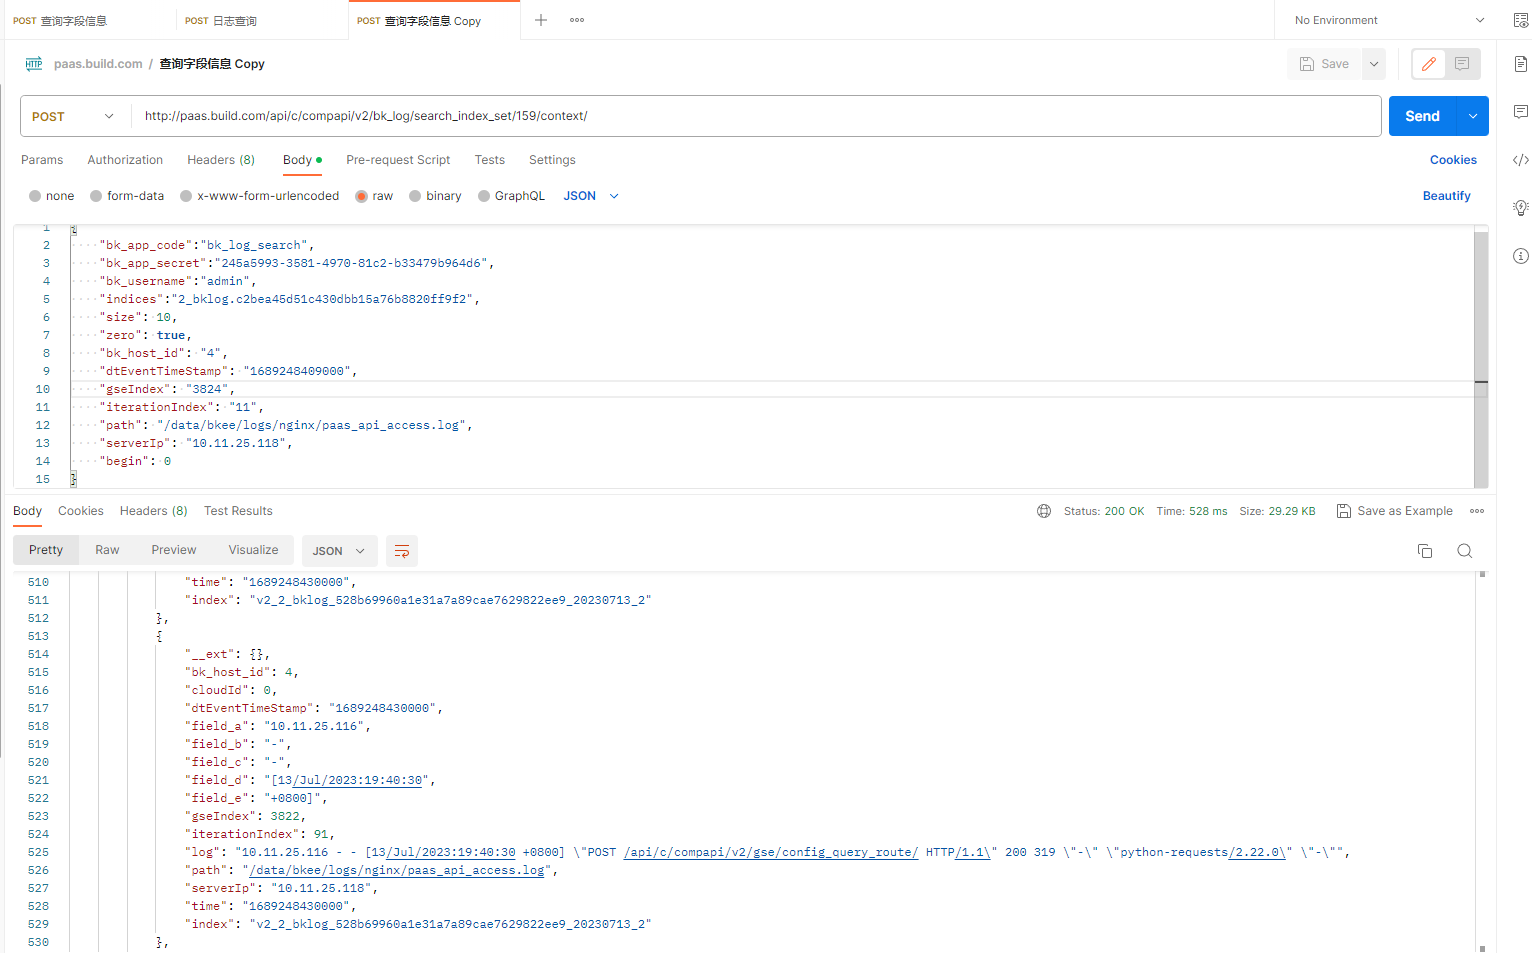 POST 查询字段信息
POST 日志查询
POST 查询字段信息 Copy
No Environment
HTTP paas.build.com / 查询字段信息 Copy
Save
POST
http://paas.build.com/api/c/compapi/v2/bk_log/search_index_set/159/context/
Send
Params Authorization Headers (8) Body Pre-request Script Tests Settings
Cookies
none form-data x-www-form-urlencoded raw binary GraphQL JSON
Beautify
1 {
2 "bk_app_code":"bk_log_search",
3 "bk_app_secret":"245a5993-3581-4970-81c2-b33479b964d6",
4 "bk_username":"admin",
5 "indices":"2_bklog.c2bea45d51c430dbb15a76b8820ff9f2",
6 "size": 10,
7 "zero": true,
8 "bk_host_id": "4",
9 "dtEventTimeStamp": "1689248409000",
10 "gseIndex": "3824",
11 "iterationIndex": "11",
12 "path": "/data/bkee/logs/nginx/paas_api_access.log",
13 "serverIp": "10.11.25.118",
14 "begin": 0
15 }
Body Cookies Headers (8) Test Results
Status: 200 OK Time: 528 ms Size: 29.29 KB
Save as Example
Pretty Raw Preview Visualize JSON
510 "time": "1689248430000",
511 "index": "v2_2_bklog_528b69960a1e31a7a89cae7629822ee9_20230713_2"
512 },
513 {
514 "__ext": {},
515 "bk_host_id": 4,
516 "cloudId": 0,
517 "dtEventTimeStamp": "1689248430000",
518 "field_a": "10.11.25.116",
519 "field_b": "-",
520 "field_c": "-",
521 "field_d": "[13/Jul/2023:19:40:30",
522 "field_e": "+0800]",
523 "gseIndex": 3822,
524 "iterationIndex": 91,
525 "log": "10.11.25.116 - - [13/Jul/2023:19:40:30 +0800] \"POST /api/c/compapi/v2/gse/config_query_route/ HTTP/1.1\" 200 319 \"-\" \"python-requests/2.22.0\" \"-\"",
526 "path": "/data/bkee/logs/nginx/paas_api_access.log",
527 "serverIp": "10.11.25.118",
528 "time": "1689248430000",
529 "index": "v2_2_bklog_528b69960a1e31a7a89cae7629822ee9_20230713_2"
530 },